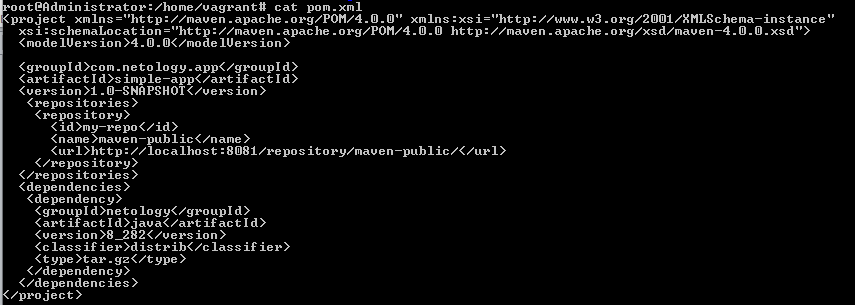 root@Administrator:/home/vagrant# cat pom.xml
<project xmlns="http://maven.apache.org/POM/4.0.0" xmlns:xsi="http://www.w3.org/2001/XMLSchema-instance"
  xsi:schemaLocation="http://maven.apache.org/POM/4.0.0 http://maven.apache.org/xsd/maven-4.0.0.xsd">
  <modelVersion>4.0.0</modelVersion>

  <groupId>com.netology.app</groupId>
  <artifactId>simple-app</artifactId>
  <version>1.0-SNAPSHOT</version>
   <repositories>
    <repository>
      <id>my-repo</id>
      <name>maven-public</name>
      <url>http://localhost:8081/repository/maven-public/</url>
    </repository>
  </repositories>
  <dependencies>
   <dependency>
    <groupId>netology</groupId>
    <artifactId>java</artifactId>
    <version>8_282</version>
    <classifier>distrib</classifier>
    <type>tar.gz</type>
   </dependency>
  </dependencies>
</project>